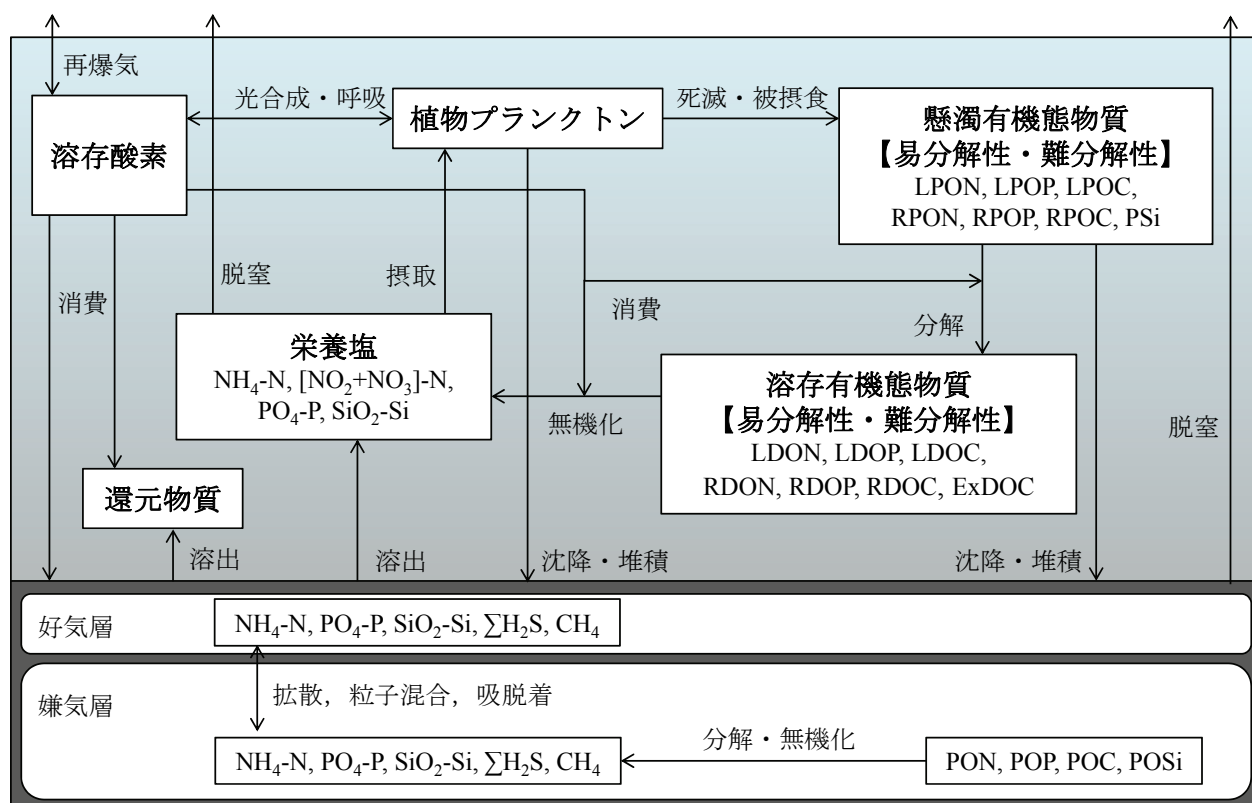 再爆気
溶存酸素
光合成・呼吸
植物プランクトン
死滅・被摂食
懸濁有機態物質
【易分解性・難分解性】
LPON, LPOP, LPOC,
RPON, RPOP, RPOC, PSi
消費
脱窒
摂取
消費
分解
栄養塩
NH₄-N, [NO₂+NO₃]-N,
PO₄-P, SiO₂-Si
無機化
溶存有機態物質
【易分解性・難分解性】
LDON, LDOP, LDOC,
RDON, RDOP, RDOC, ExDOC
脱窒
還元物質
溶出
溶出
沈降・堆積
沈降・堆積
好気層
NH₄-N, PO₄-P, SiO₂-Si, ∑H₂S, CH₄
嫌気層
拡散，粒子混合，吸脱着
NH₄-N, PO₄-P, SiO₂-Si, ∑H₂S, CH₄
分解・無機化
PON, POP, POC, POSi